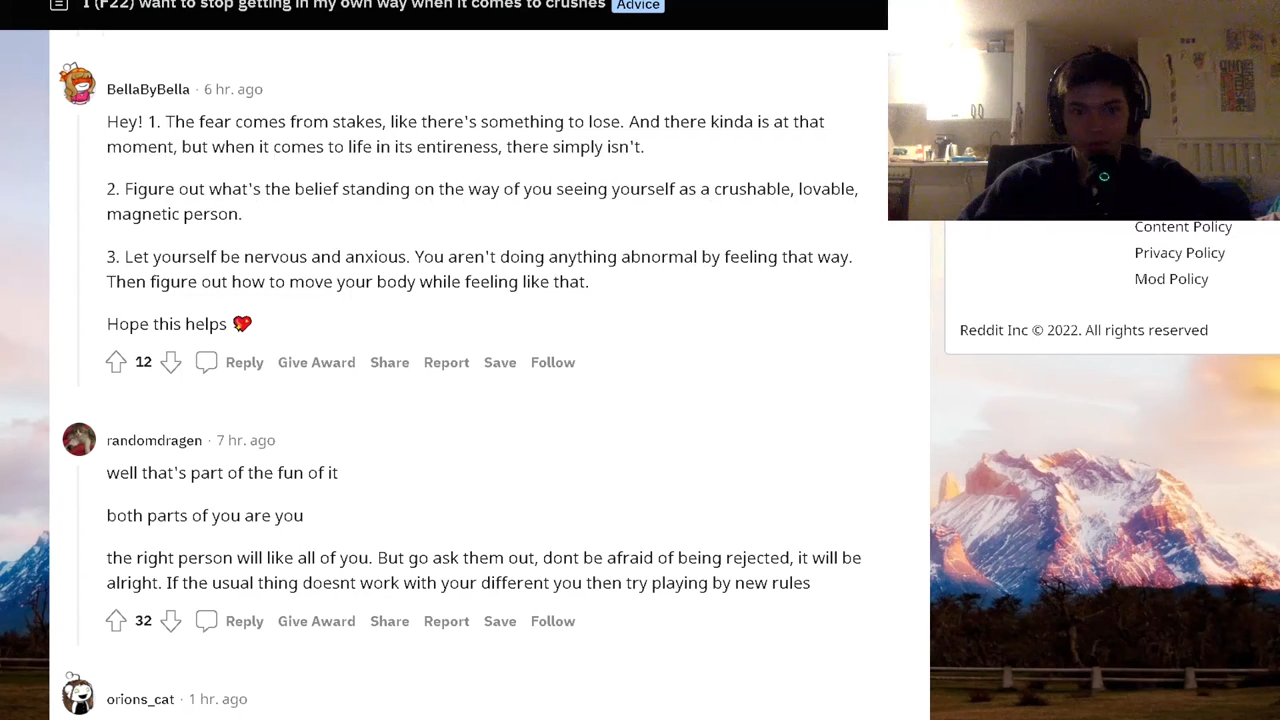 I (F22) want to stop getting in my own way when it comes to crushes Advice
BellaByBella · 6 hr. ago
Hey! 1. The fear comes from stakes, like there's something to lose. And there kinda is at that
moment, but when it comes to life in its entireness, there simply isn't.
2. Figure out what's the belief standing on the way of you seeing yourself as a crushable, lovable,
magnetic person.
3. Let yourself be nervous and anxious. You aren't doing anything abnormal by feeling that way.
Then figure out how to move your body while feeling like that.
Hope this helps 💖
12 Reply Give Award Share Report Save Follow
randomdragen · 7 hr. ago
well that's part of the fun of it
both parts of you are you
the right person will like all of you. But go ask them out, dont be afraid of being rejected, it will be
alright. If the usual thing doesnt work with your different you then try playing by new rules
32 Reply Give Award Share Report Save Follow
orions_cat · 1 hr. ago
Content Policy
Privacy Policy
Mod Policy
Reddit Inc © 2022. All rights reserved